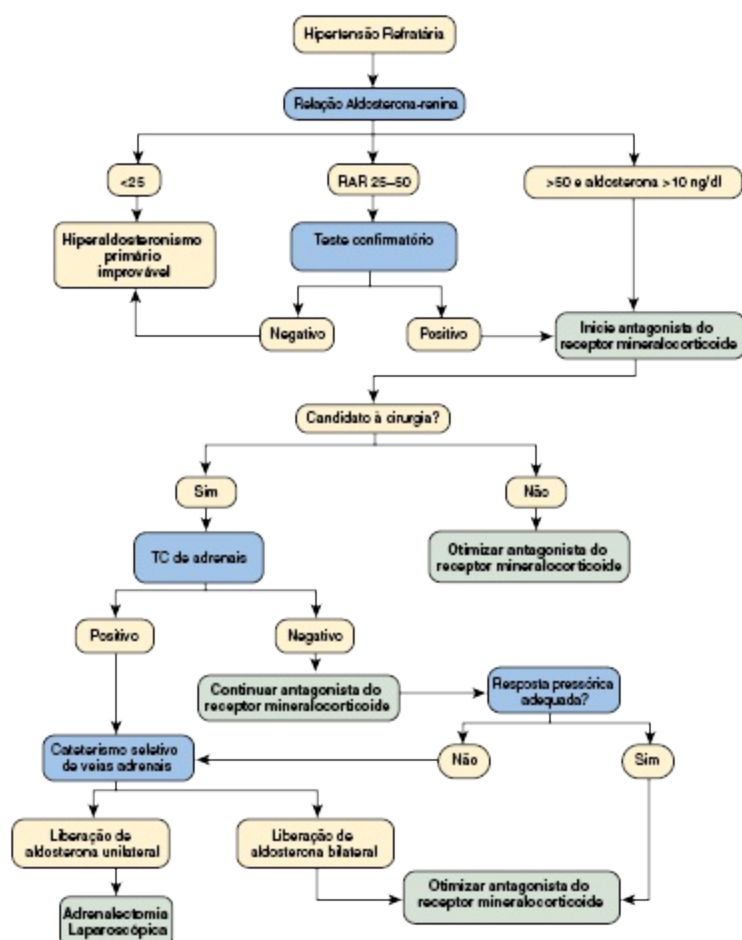 Hipertensão Refratária
Relação Aldosterona-renina
<25
RAR 25–50
>50 e aldosterona >10 ng/dl
Hiperaldosteronismo
primário
improvável
Teste confirmatório
Negativo
Positivo
Inicie antagonista do
receptor mineralocorticoide
Candidato à cirurgia?
Sim
Não
TC de adrenais
Otimizar antagonista do
receptor mineralocorticoide
Positivo
Negativo
Continuar antagonista do
receptor mineralocorticoide
Resposta pressórica
adequada?
Não
Sim
Cateterismo seletivo
de veias adrenais
Liberação de
aldosterona unilateral
Liberação de
aldosterona bilateral
Otimizar antagonista do
receptor mineralocorticoide
Adrenalectomia
Laparoscópica